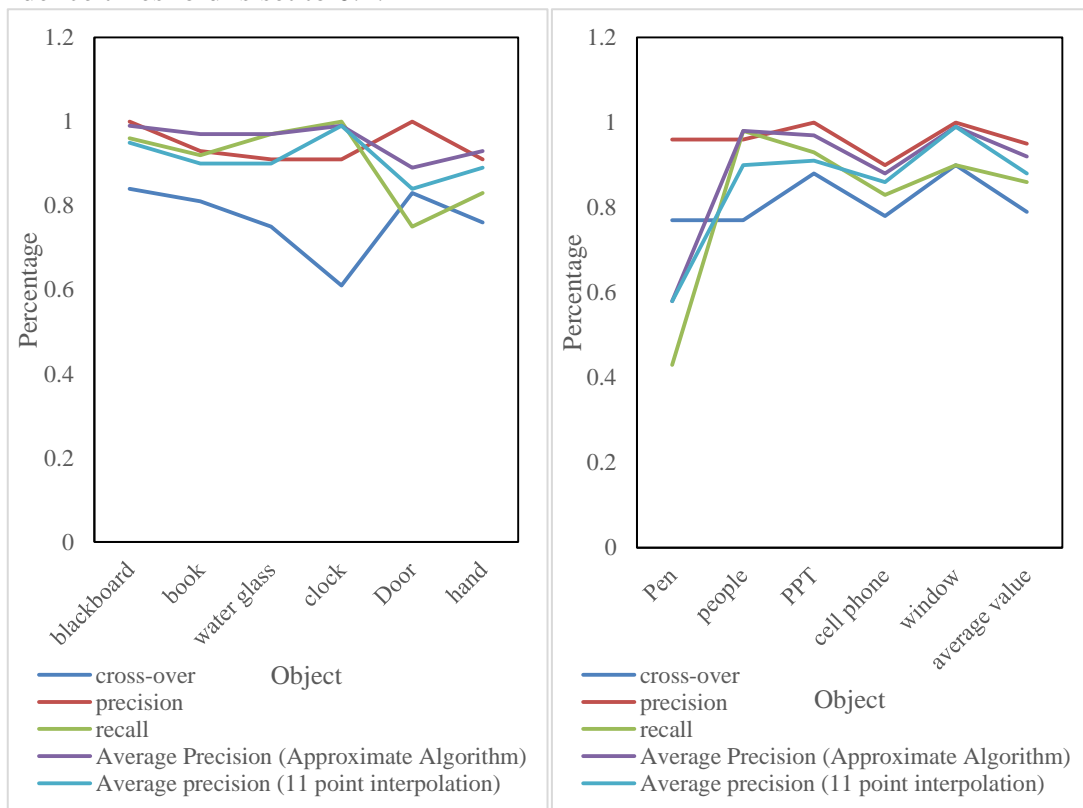 1.2
1
0.8
0.6
0.4
0.2
0
Percentage
blackboard
book
water glass
clock
Door
hand
Object
cross-over
precision
recall
Average Precision (Approximate Algorithm)
Average precision (11 point interpolation)
1.2
1
0.8
0.6
0.4
0.2
0
Percentage
Pen
people
PPT
cell phone
window
average value
Object
cross-over
precision
recall
Average Precision (Approximate Algorithm)
Average precision (11 point interpolation)